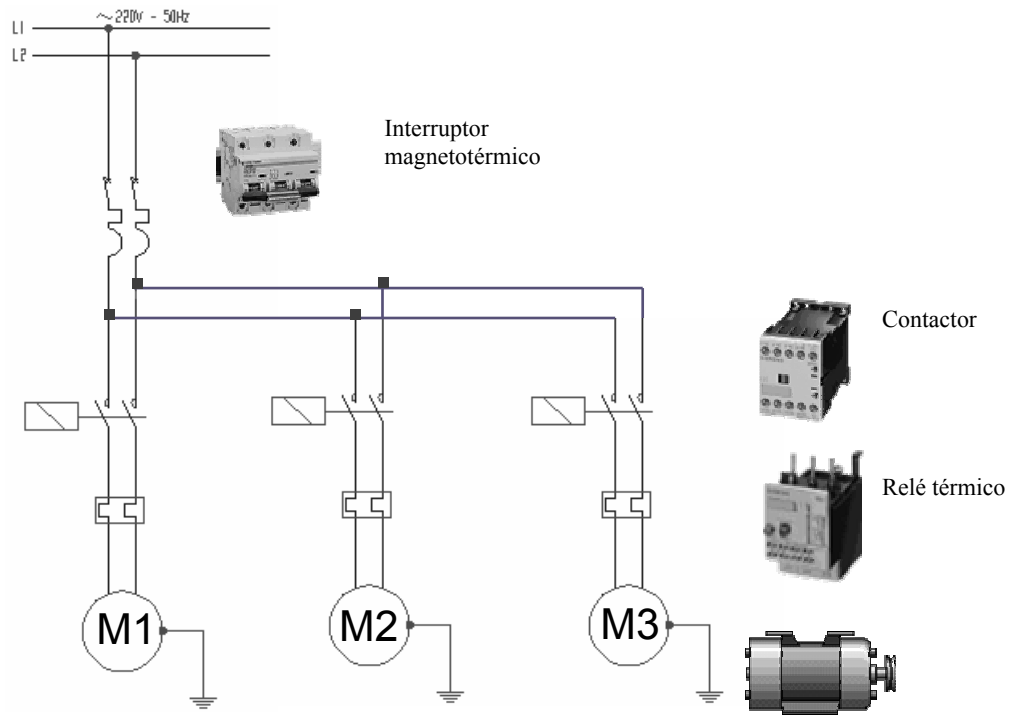 ∼220V - 50Hz
L1
L2
Interruptor
magnetotérmico
Contactor
Relé térmico
M1
M2
M3